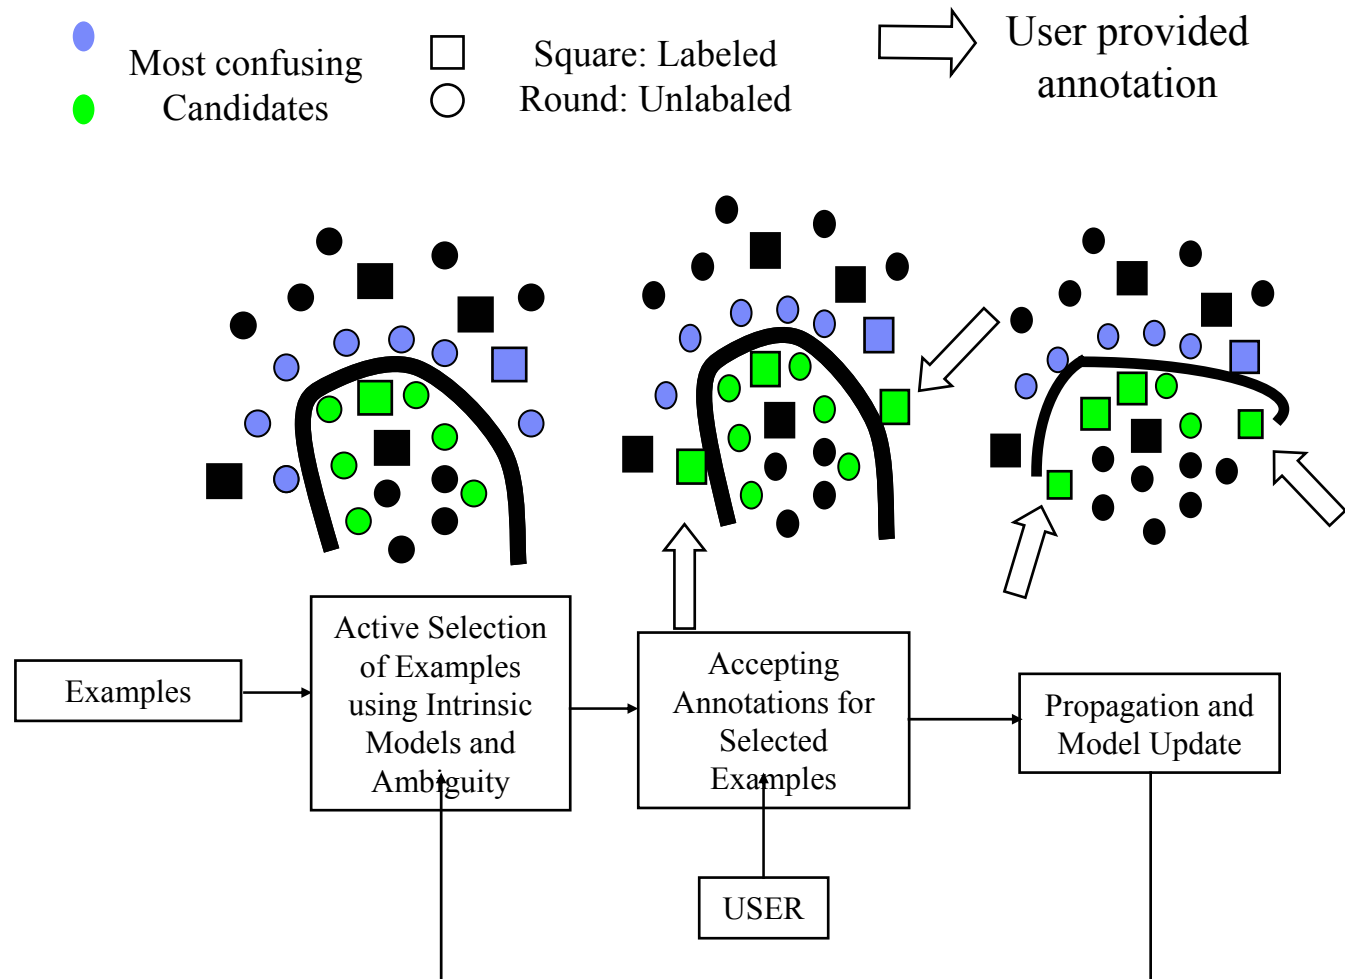 Most confusing
Candidates
Square: Labeled
Round: Unlabaled
User provided
annotation
Examples
Active Selection
of Examples
using Intrinsic
Models and
Ambiguity
Accepting
Annotations for
Selected
Examples
Propagation and
Model Update
USER